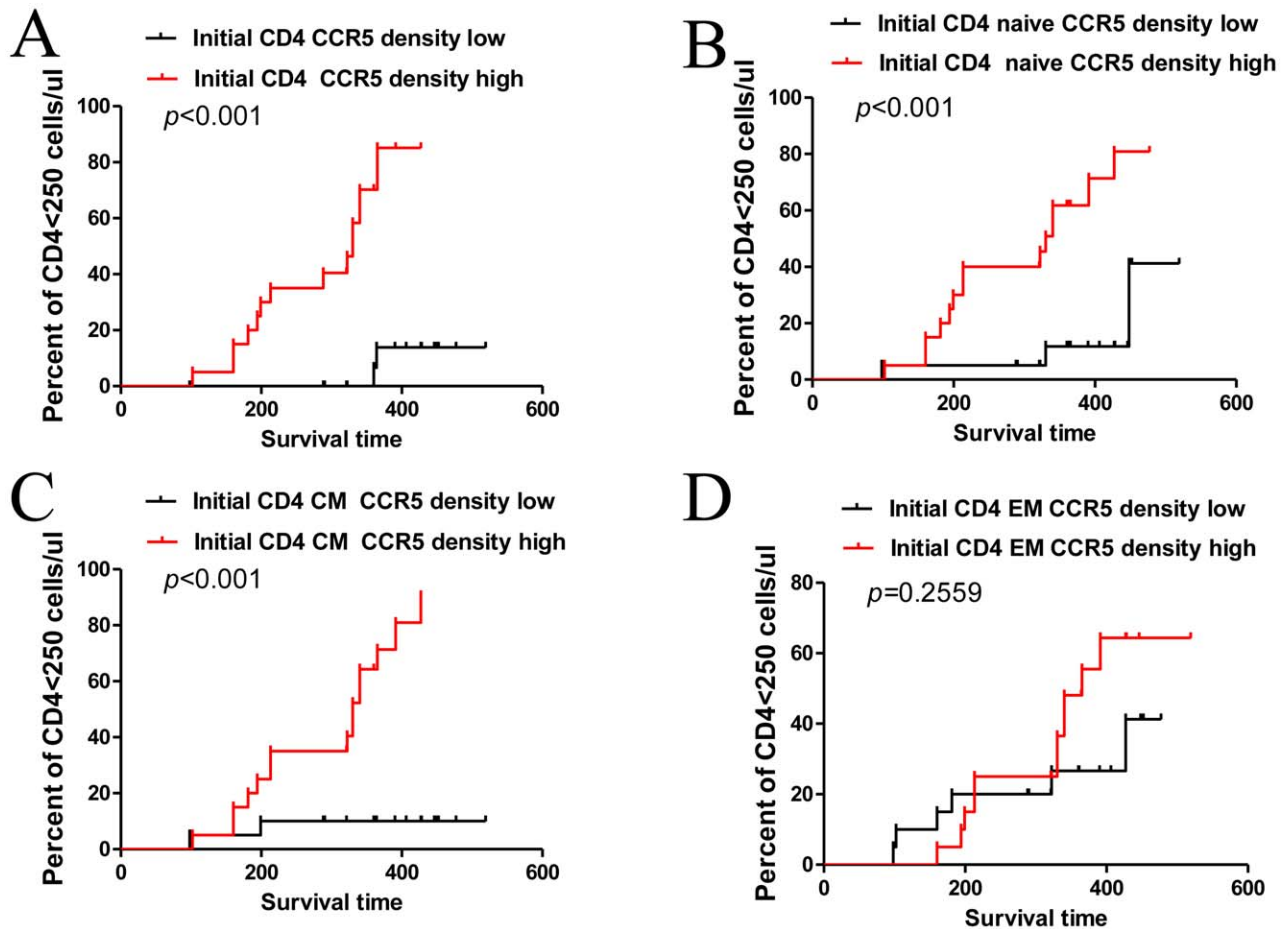 A
Initial CD4 CCR5 density low
Initial CD4 CCR5 density high
p<0.001
Percent of CD4<250 cells/ul
100
80
60
40
20
0
0 200 400 600
Survival time
B
Initial CD4 naive CCR5 density low
Initial CD4 naive CCR5 density high
p<0.001
Percent of CD4<250 cells/ul
100
80
60
40
20
0
0 200 400 600
Survival time
C
Initial CD4 CM CCR5 density low
Initial CD4 CM CCR5 density high
p<0.001
Percent of CD4<250 cells/ul
100
80
60
40
20
0
0 200 400 600
Survival time
D
Initial CD4 EM CCR5 density low
Initial CD4 EM CCR5 density high
p=0.2559
Percent of CD4<250 cells/ul
80
60
40
20
0
0 200 400 600
Survival time